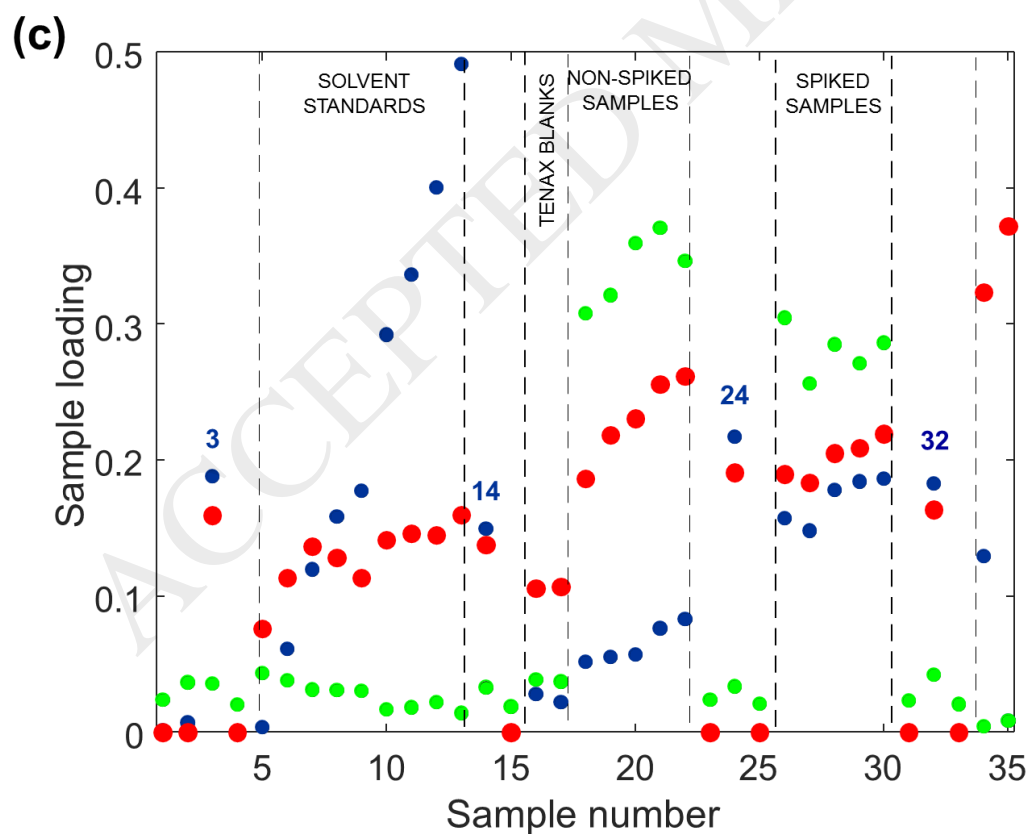 (c)
0.5
0.4
0.3
0.2
0.1
0
Sample loading
SOLVENT
STANDARDS
TENAX BLANKS
NON-SPIKED
SAMPLES
SPIKED
SAMPLES
3
14
24
32
5
10
15
20
25
30
35
Sample number
ACCEPTED M